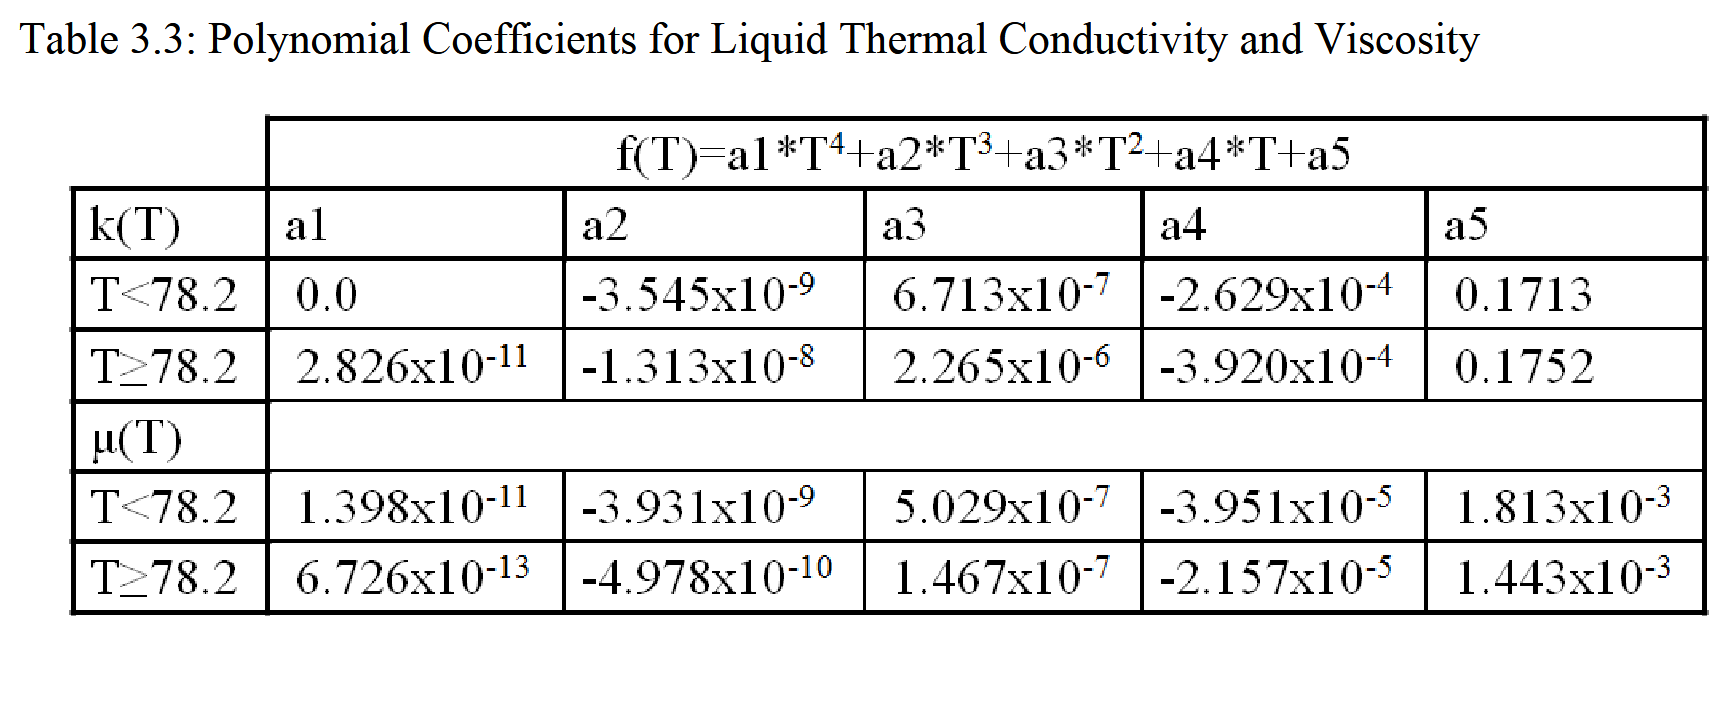 Table 3.3: Polynomial Coefficients for Liquid Thermal Conductivity and Viscosity
f(T)=a1*T⁴+a2*T³+a3*T²+a4*T+a5
k(T) a1 a2 a3 a4 a5
T<78.2 0.0 -3.545x10⁻⁹ 6.713x10⁻⁷ -2.629x10⁻⁴ 0.1713
T≥78.2 2.826x10⁻¹¹ -1.313x10⁻⁸ 2.265x10⁻⁶ -3.920x10⁻⁴ 0.1752
μ(T)
T<78.2 1.398x10⁻¹¹ -3.931x10⁻⁹ 5.029x10⁻⁷ -3.951x10⁻⁵ 1.813x10⁻³
T≥78.2 6.726x10⁻¹³ -4.978x10⁻¹⁰ 1.467x10⁻⁷ -2.157x10⁻⁵ 1.443x10⁻³